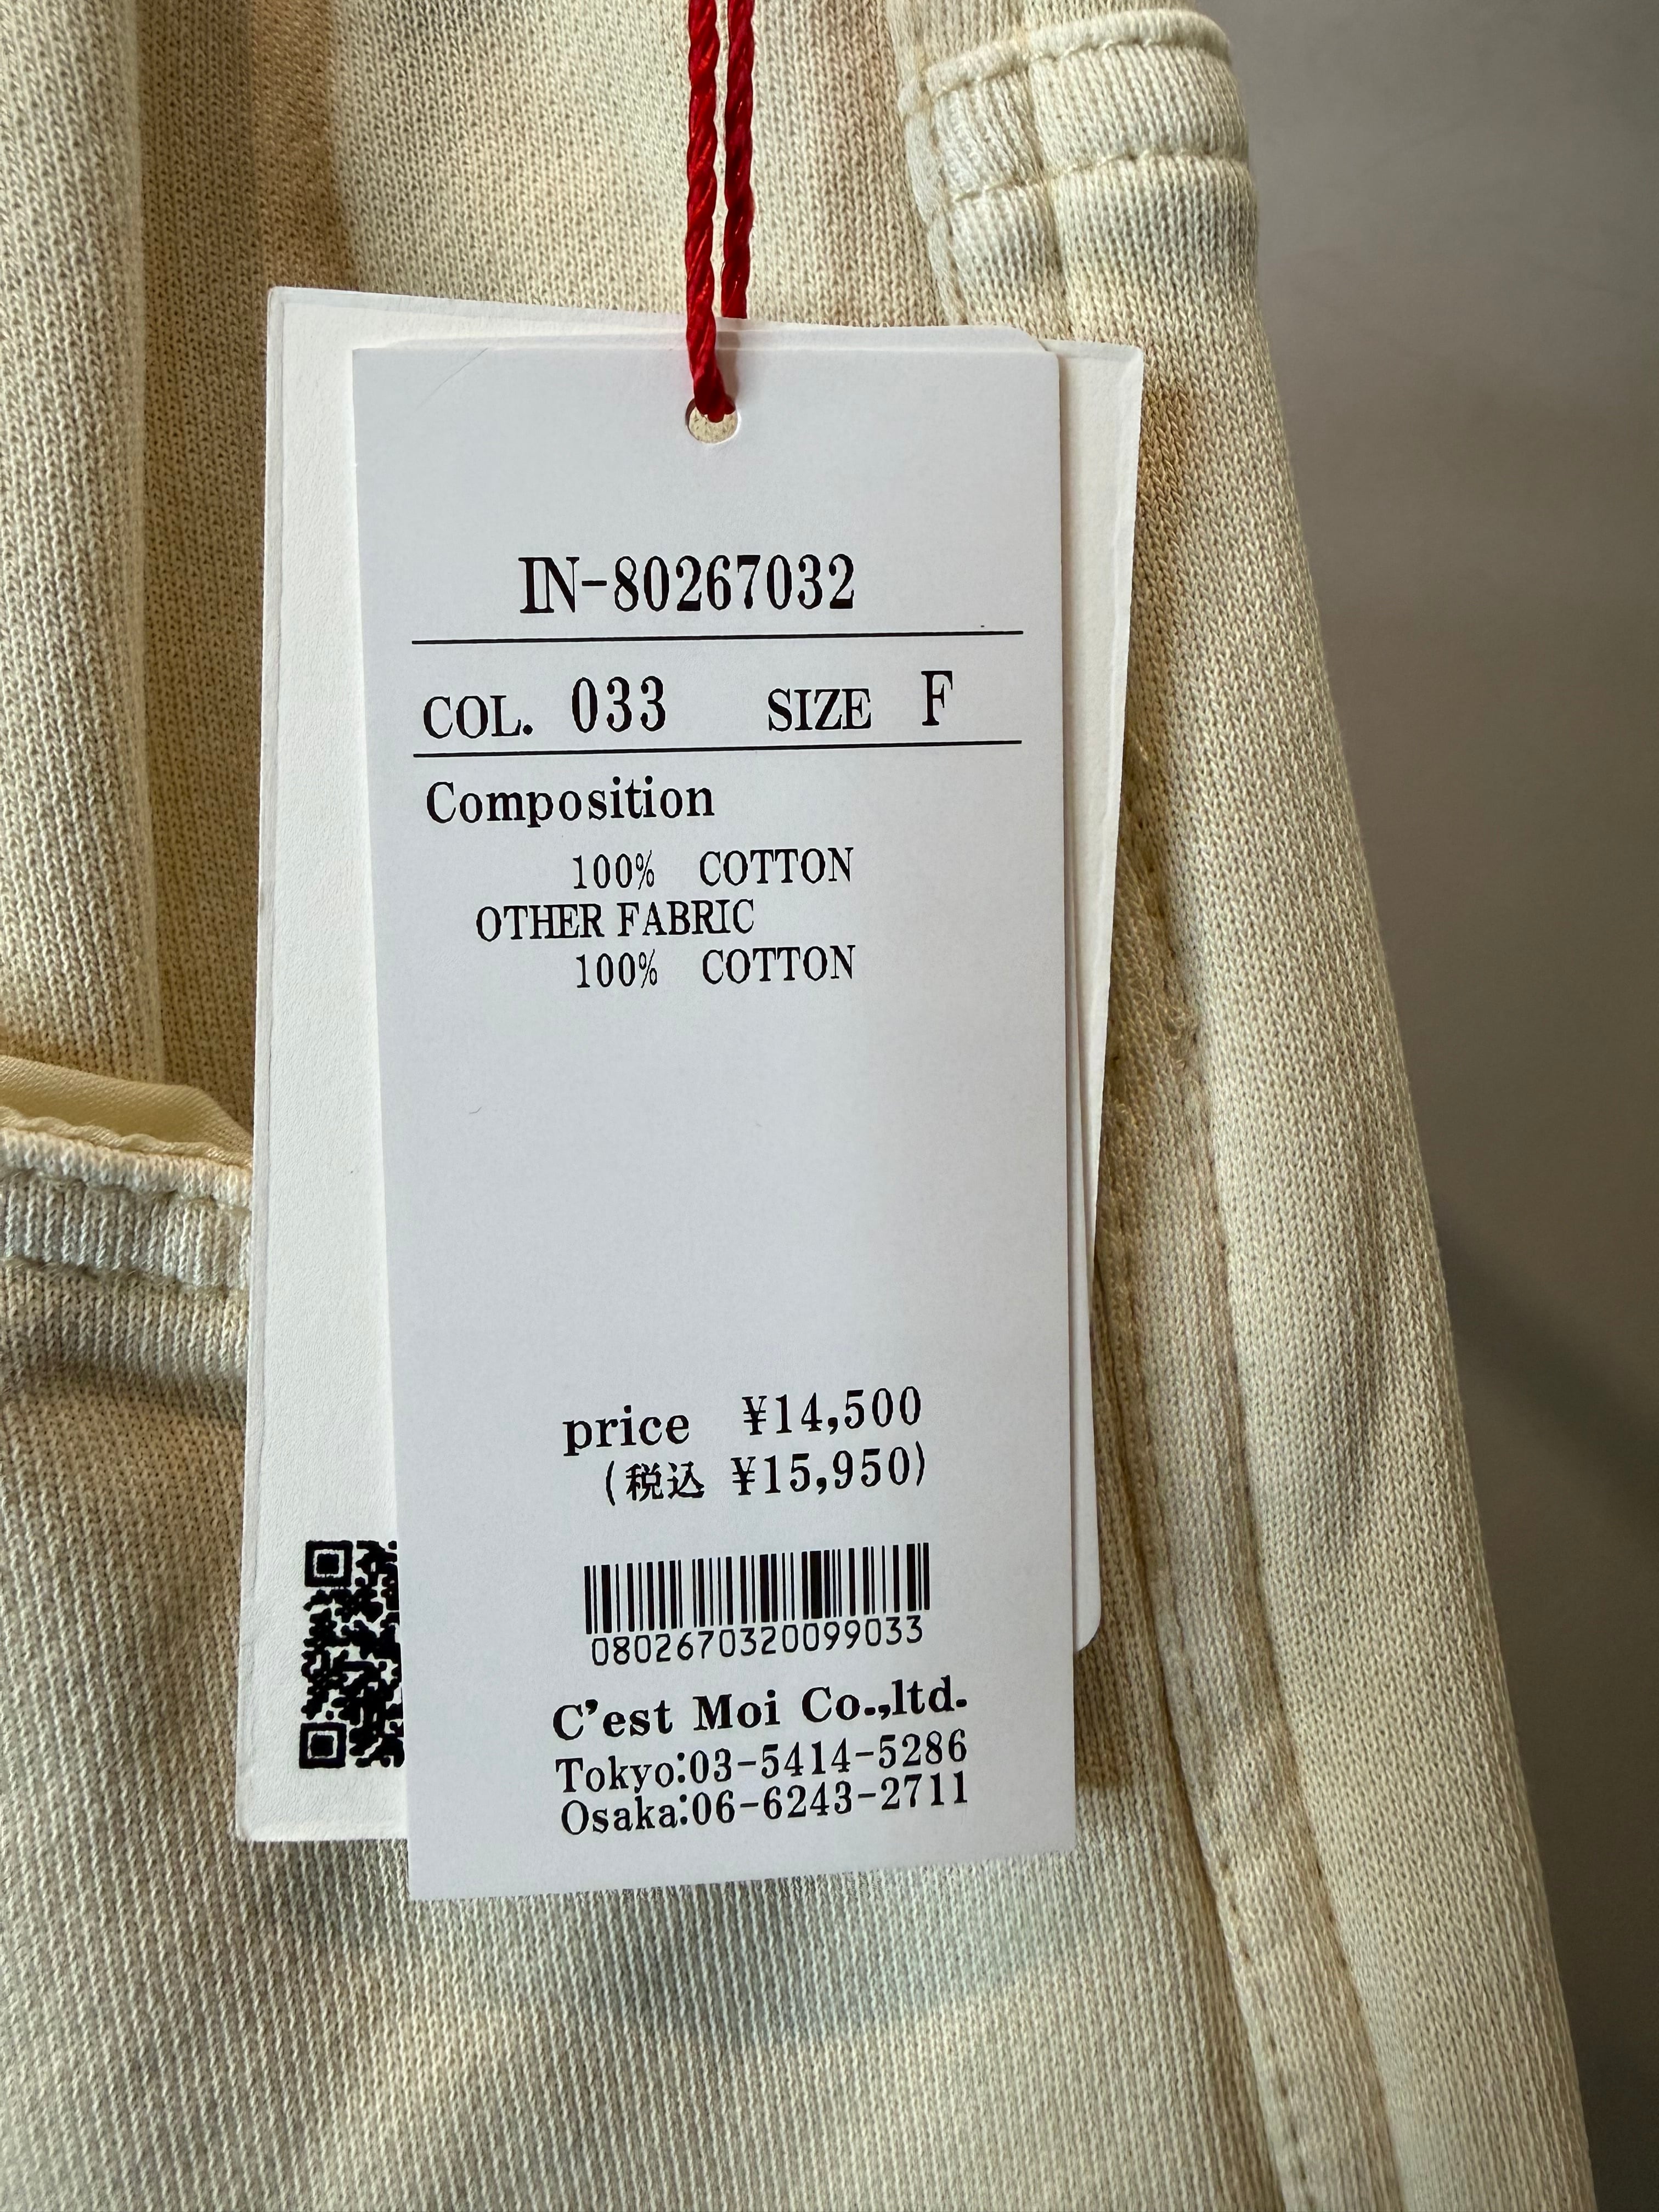 IN-80267032
COL. 033 SIZE F
Composition
100% COTTON
OTHER FABRIC
100% COTTON
price ¥14,500
(税込 ¥15,950)
0802670320099033
C'est Moi Co.,ltd.
Tokyo:03-5414-5286
Osaka:06-6243-2711